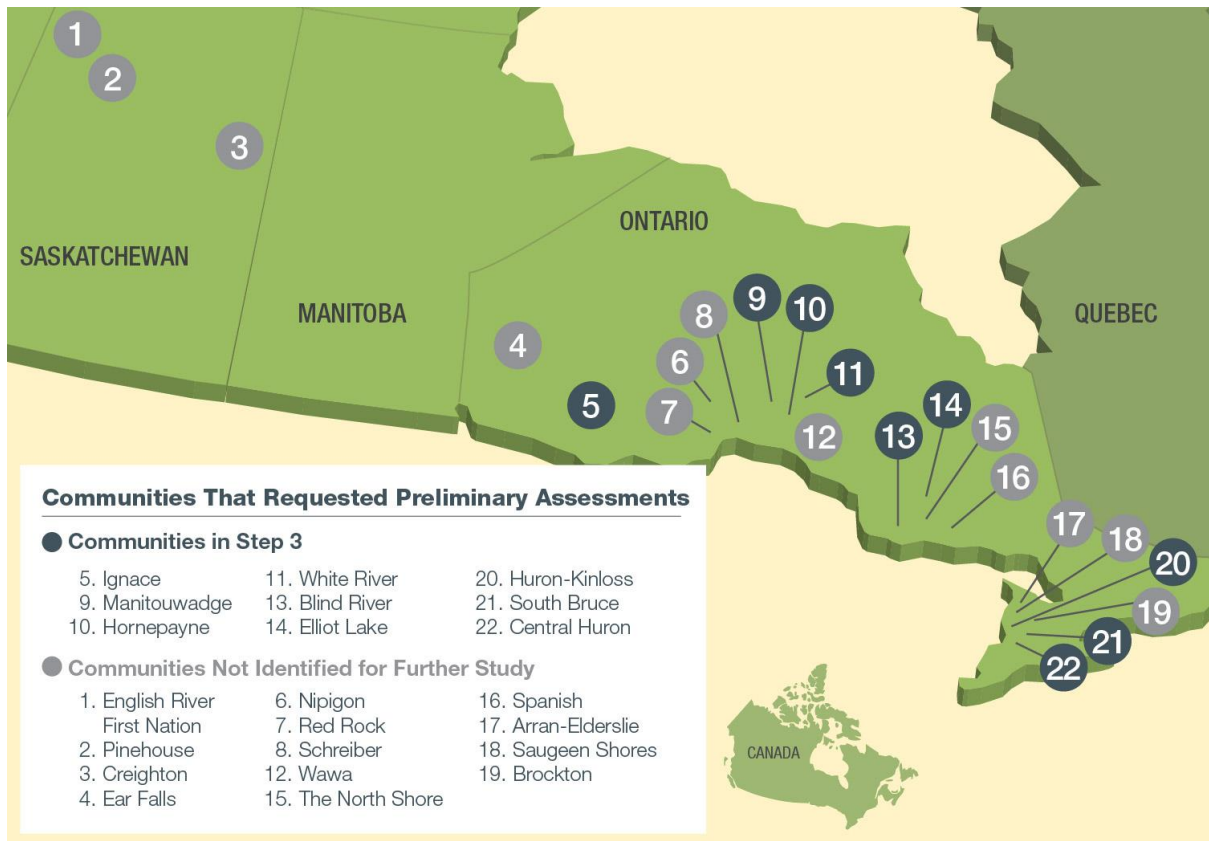 1
2
3
SASKATCHEWAN
MANITOBA
ONTARIO
QUEBEC
4
5
6
7
8
9
10
11
12
13
14
15
16
17
18
20
19
21
22
Communities That Requested Preliminary Assessments
Communities in Step 3
5. Ignace
9. Manitouwadge
10. Hornepayne
11. White River
13. Blind River
14. Elliot Lake
20. Huron-Kinloss
21. South Bruce
22. Central Huron
Communities Not Identified for Further Study
1. English River
First Nation
2. Pinehouse
3. Creighton
4. Ear Falls
6. Nipigon
7. Red Rock
8. Schreiber
12. Wawa
15. The North Shore
16. Spanish
17. Arran-Elderslie
18. Saugeen Shores
19. Brockton
CANADA